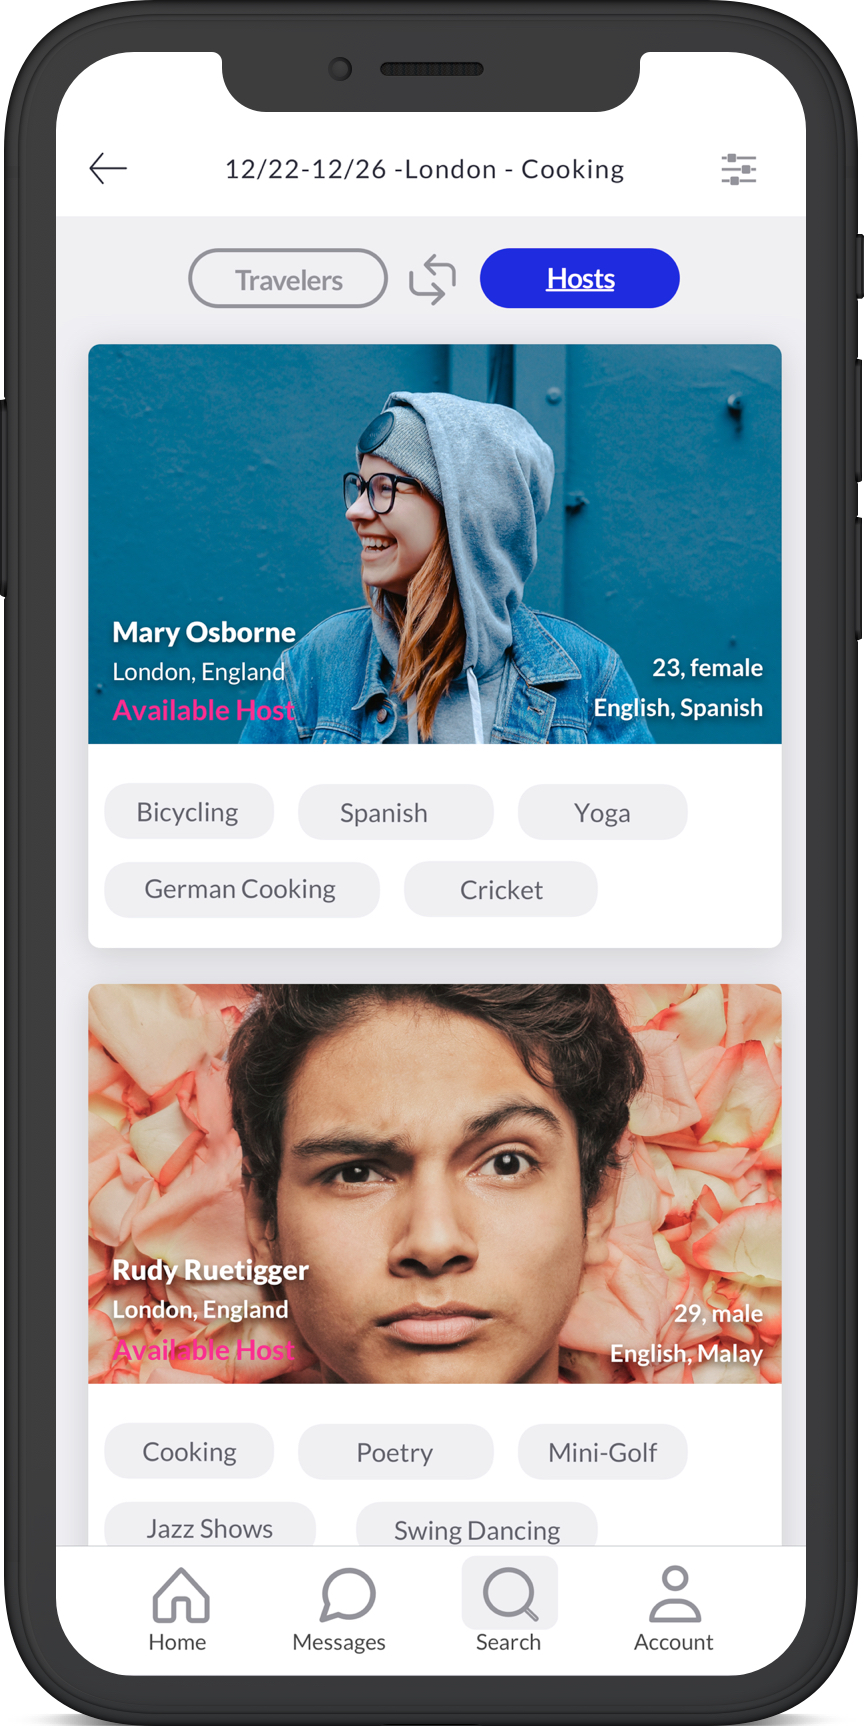 12/22-12/26 -London - Cooking
Travelers
Hosts
Mary Osborne
London, England
Available Host
23, female
English, Spanish
Bicycling
Spanish
Yoga
German Cooking
Cricket
Rudy Ruetigger
London, England
Available Host
29, male
English, Malay
Cooking
Poetry
Mini-Golf
Jazz Shows
Swing Dancing
Home
Messages
Search
Account